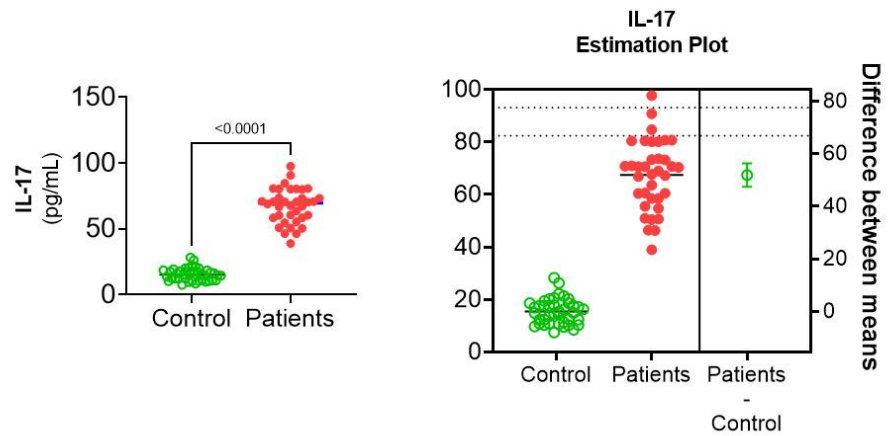 IL-17
(pg/mL)
150
100
50
0
<0.0001
Control
Patients
IL-17
Estimation Plot
100
80
60
40
20
0
Control
Patients
Patients
-
Control
80
60
40
20
0
Difference between means